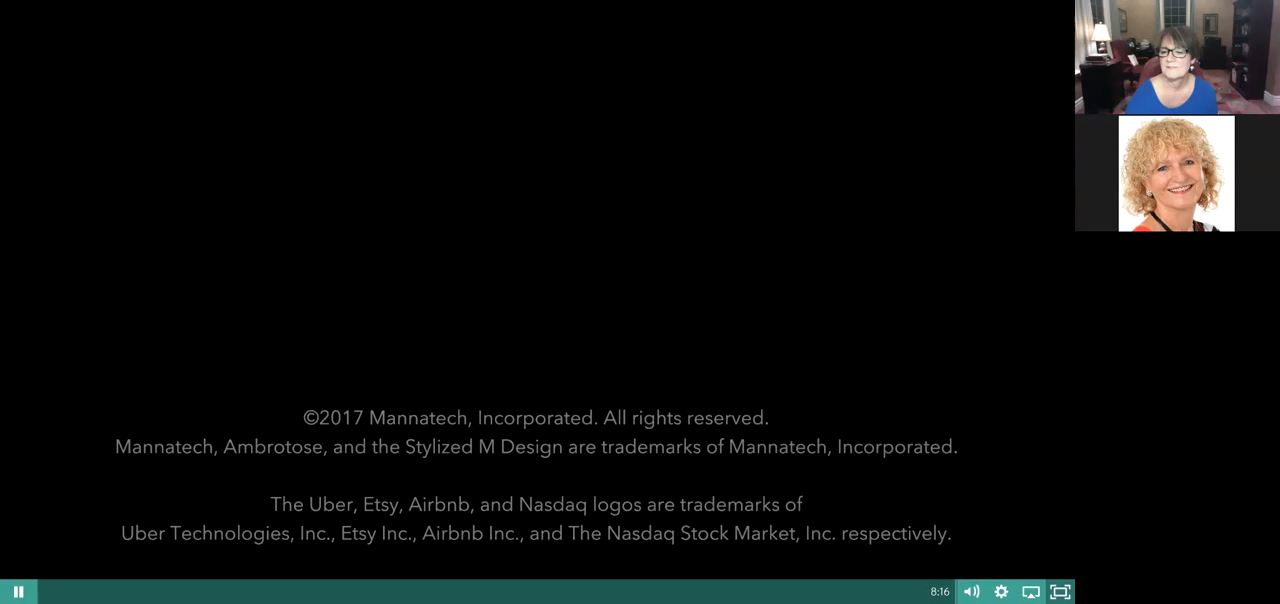 ©2017 Mannatech, Incorporated. All rights reserved.
Mannatech, Ambrotose, and the Stylized M Design are trademarks of Mannatech, Incorporated.
The Uber, Etsy, Airbnb, and Nasdaq logos are trademarks of
Uber Technologies, Inc., Etsy Inc., Airbnb Inc., and The Nasdaq Stock Market, Inc. respectively.
8:16